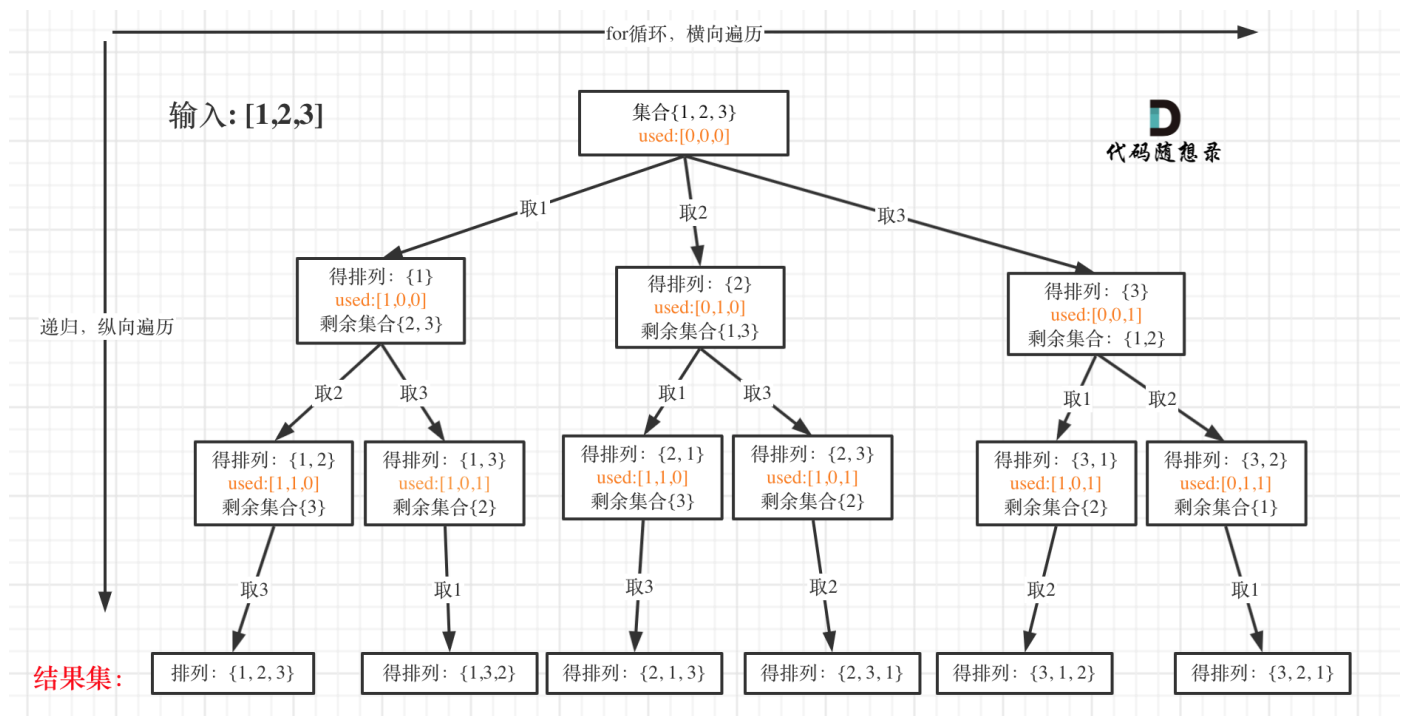 for循环，横向遍历
输入: [1,2,3]
集合{1, 2, 3}
used:[0,0,0]
代码随想录
取1
取2
取3
递归，纵向遍历
得排列：{1}
used:[1,0,0]
剩余集合{2, 3}
得排列：{2}
used:[0,1,0]
剩余集合{1,3}
得排列：{3}
used:[0,0,1]
剩余集合：{1,2}
取2
取3
取1
取3
取1
取2
得排列：{1, 2}
used:[1,1,0]
剩余集合{3}
得排列：{1, 3}
used:[1,0,1]
剩余集合{2}
得排列：{2, 1}
used:[1,1,0]
剩余集合{3}
得排列：{2, 3}
used:[1,0,1]
剩余集合{2}
得排列：{3, 1}
used:[1,0,1]
剩余集合{2}
得排列：{3, 2}
used:[0,1,1]
剩余集合{1}
取3
取1
取3
取2
取2
取1
结果集：
排列：{1, 2, 3}
得排列：{1,3,2}
得排列：{2, 1, 3}
得排列：{2, 3, 1}
得排列：{3, 1, 2}
得排列：{3, 2, 1}